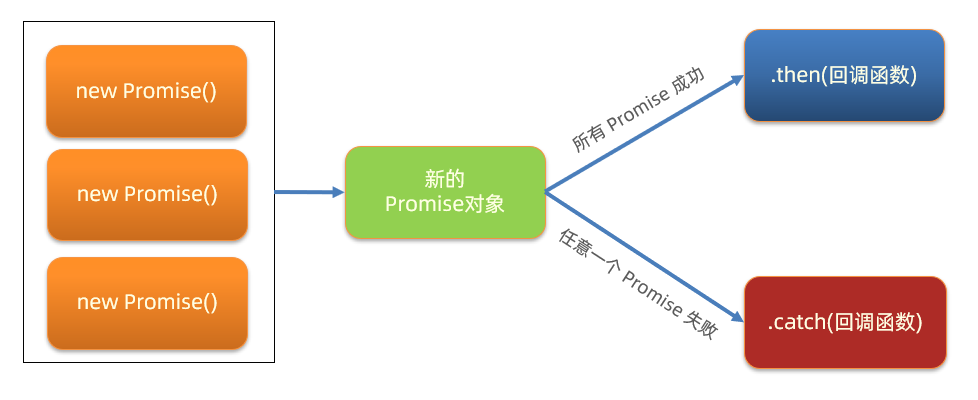 new Promise()
new Promise()
new Promise()
新的
Promise对象
所有 Promise 成功
任意一个 Promise 失败
.then(回调函数)
.catch(回调函数)